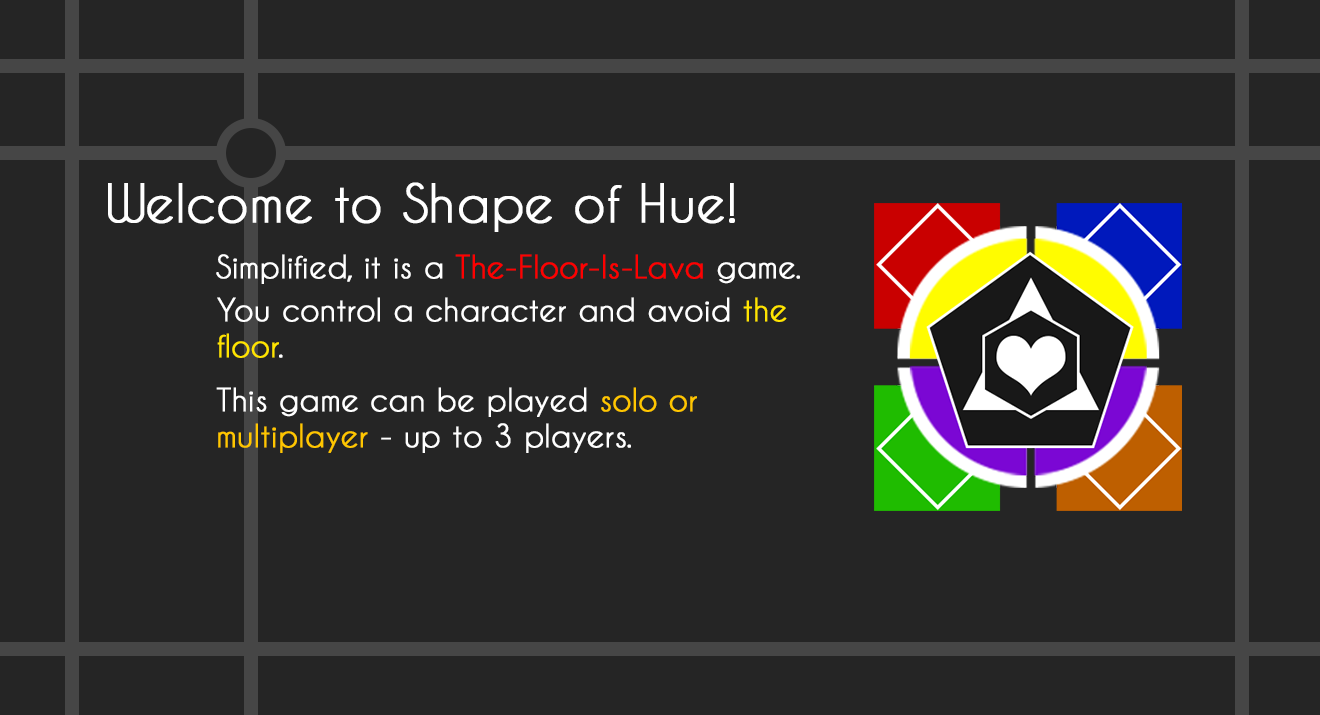 Welcome to Shape of Hue!
Simplified, it is a The-Floor-Is-Lava game.
You control a character and avoid the
floor.
This game can be played solo or
multiplayer - up to 3 players.